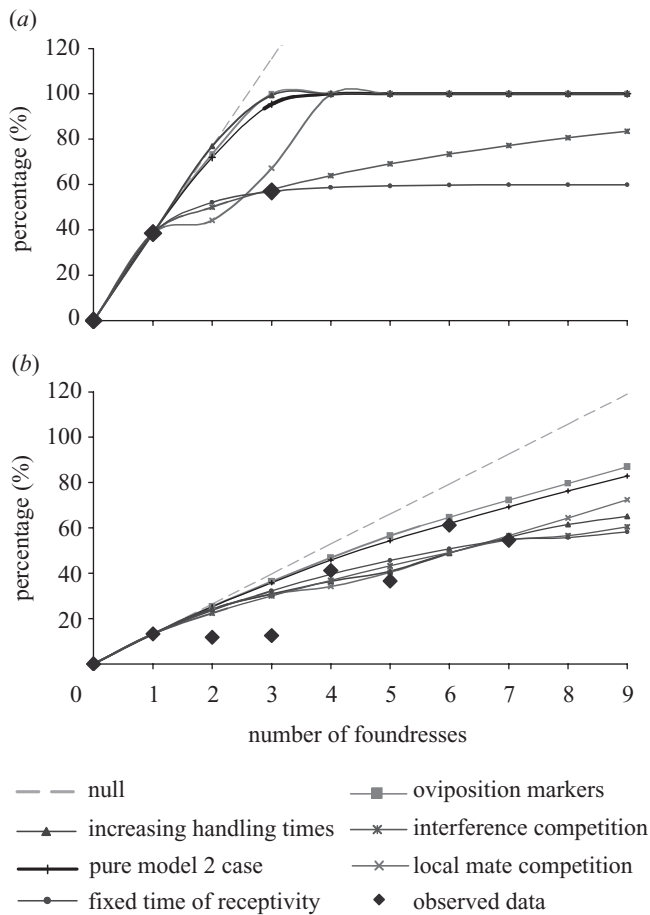 (a)
120
100
80
60
40
20
0
percentage (%)
(b)
120
100
80
60
40
20
percentage (%)
0 1 2 3 4 5 6 7 8 9
number of foundresses
null
increasing handling times
pure model 2 case
fixed time of receptivity
oviposition markers
interference competition
local mate competition
observed data